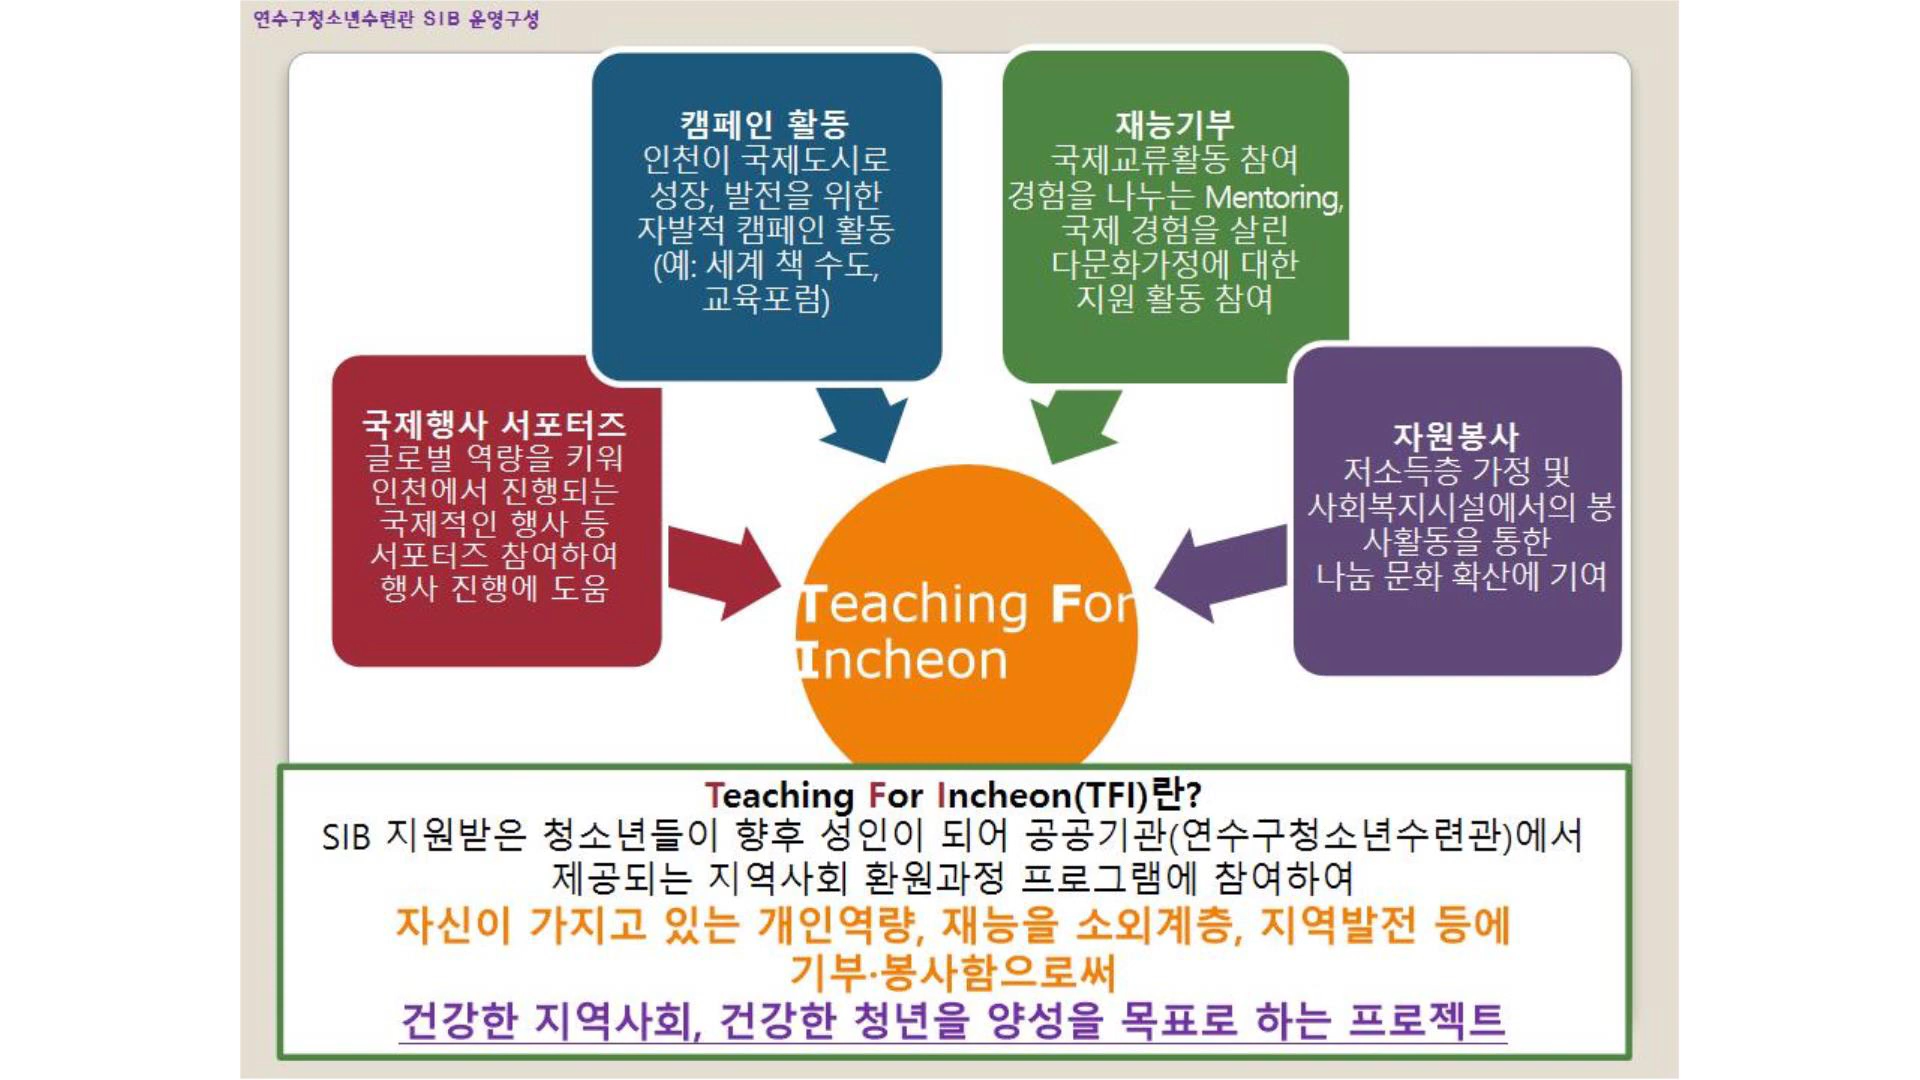 연수구청소년수련관 SIB 운영구성
캠페인 활동
인천이 국제도시로
성장, 발전을 위한
자발적 캠페인 활동
(예: 세계 책 수도,
교육포럼)
재능기부
국제교류활동 참여
경험을 나누는 Mentoring,
국제 경험을 살린
다문화가정에 대한
지원 활동 참여
국제행사 서포터즈
글로벌 역량을 키워
인천에서 진행되는
국제적인 행사 등
서포터즈 참여하여
행사 진행에 도움
자원봉사
저소득층 가정 및
사회복지시설에서의 봉
사활동을 통한
나눔 문화 확산에 기여
Teaching For
Incheon
Teaching For Incheon(TFI)란?
SIB 지원받은 청소년들이 향후 성인이 되어 공공기관(연수구청소년수련관)에서
제공되는 지역사회 환원과정 프로그램에 참여하여
자신이 가지고 있는 개인역량, 재능을 소외계층, 지역발전 등에
기부·봉사함으로써
건강한 지역사회, 건강한 청년을 양성을 목표로 하는 프로젝트